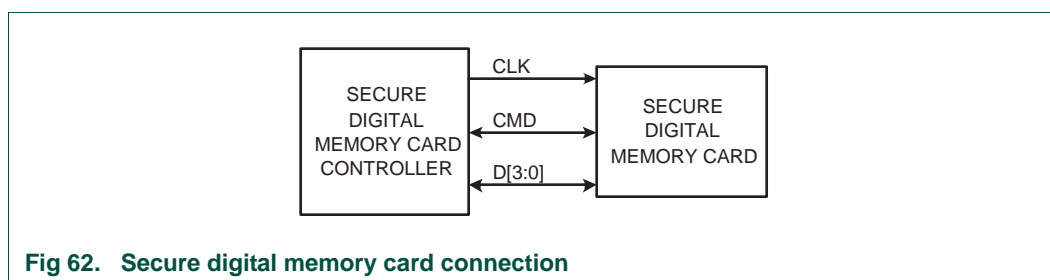 SECURE
DIGITAL
MEMORY CARD
CONTROLLER
CLK
CMD
D[3:0]
SECURE
DIGITAL
MEMORY CARD
Fig 62. Secure digital memory card connection